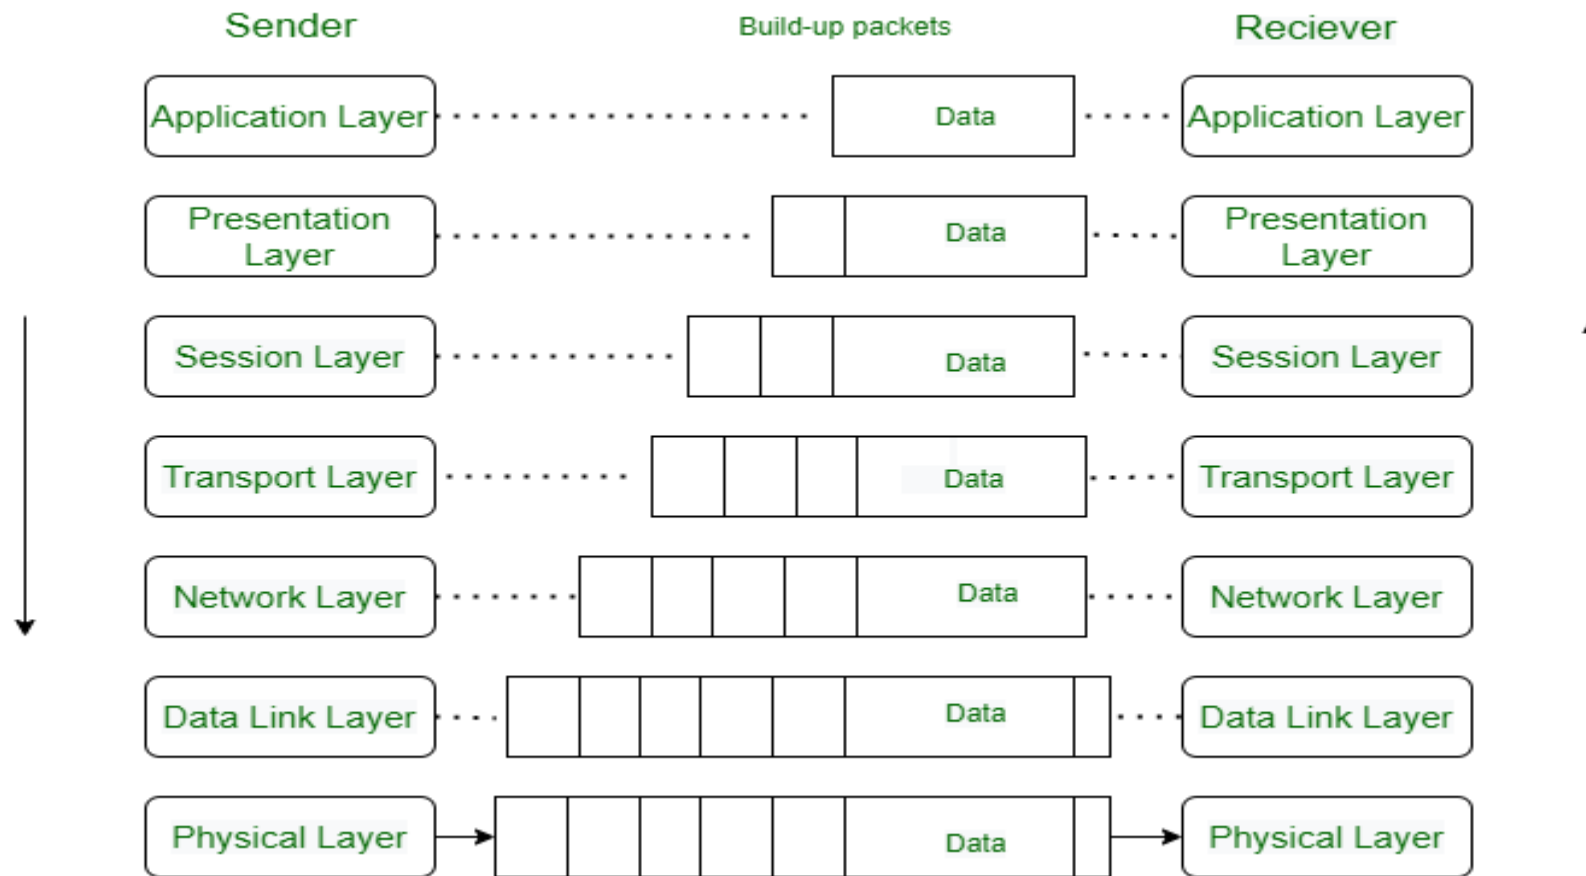 Sender
Build-up packets
Reciever
Application Layer
Data
Application Layer
Presentation
Layer
Data
Presentation
Layer
Session Layer
Data
Session Layer
Transport Layer
Data
Transport Layer
Network Layer
Data
Network Layer
Data Link Layer
Data
Data Link Layer
Physical Layer
Data
Physical Layer